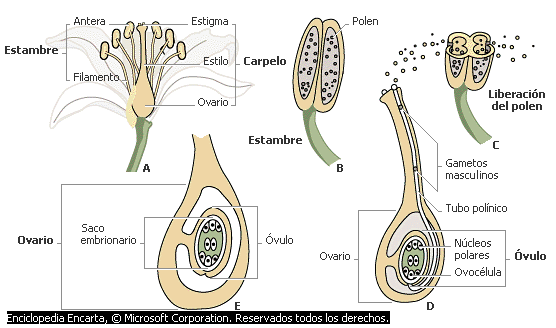 Antera
Estigma
Estambre
Estilo
Carpelo
Filamento
Ovario
A
Polen
Estambre
B
Liberación
del polen
C
Gametos
masculinos
Tubo polínico
Ovario
Núcleos
polares
Óvulo
Ovocélula
D
Ovario
Saco
embrionario
Óvulo
E
Enciclopedia Encarta, © Microsoft Corporation. Reservados todos los derechos.